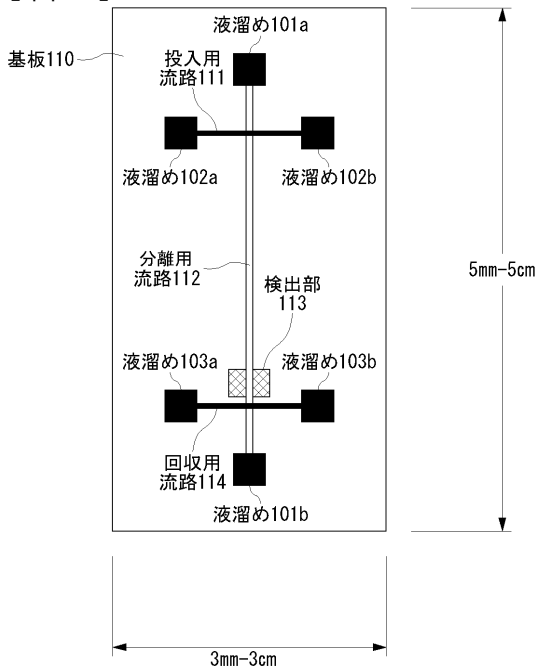 液溜め101a
基板110
投入用
流路111
液溜め102a
液溜め102b
分離用
流路112
検出部
113
5mm-5cm
液溜め103a
液溜め103b
回収用
流路114
液溜め101b
3mm-3cm